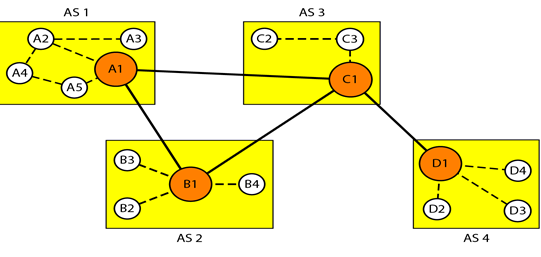 AS 1
A2
A3
A4
A5
A1
AS 3
C2
C3
C1
B3
B2
B1
B4
AS 2
D1
D4
D2
D3
AS 4